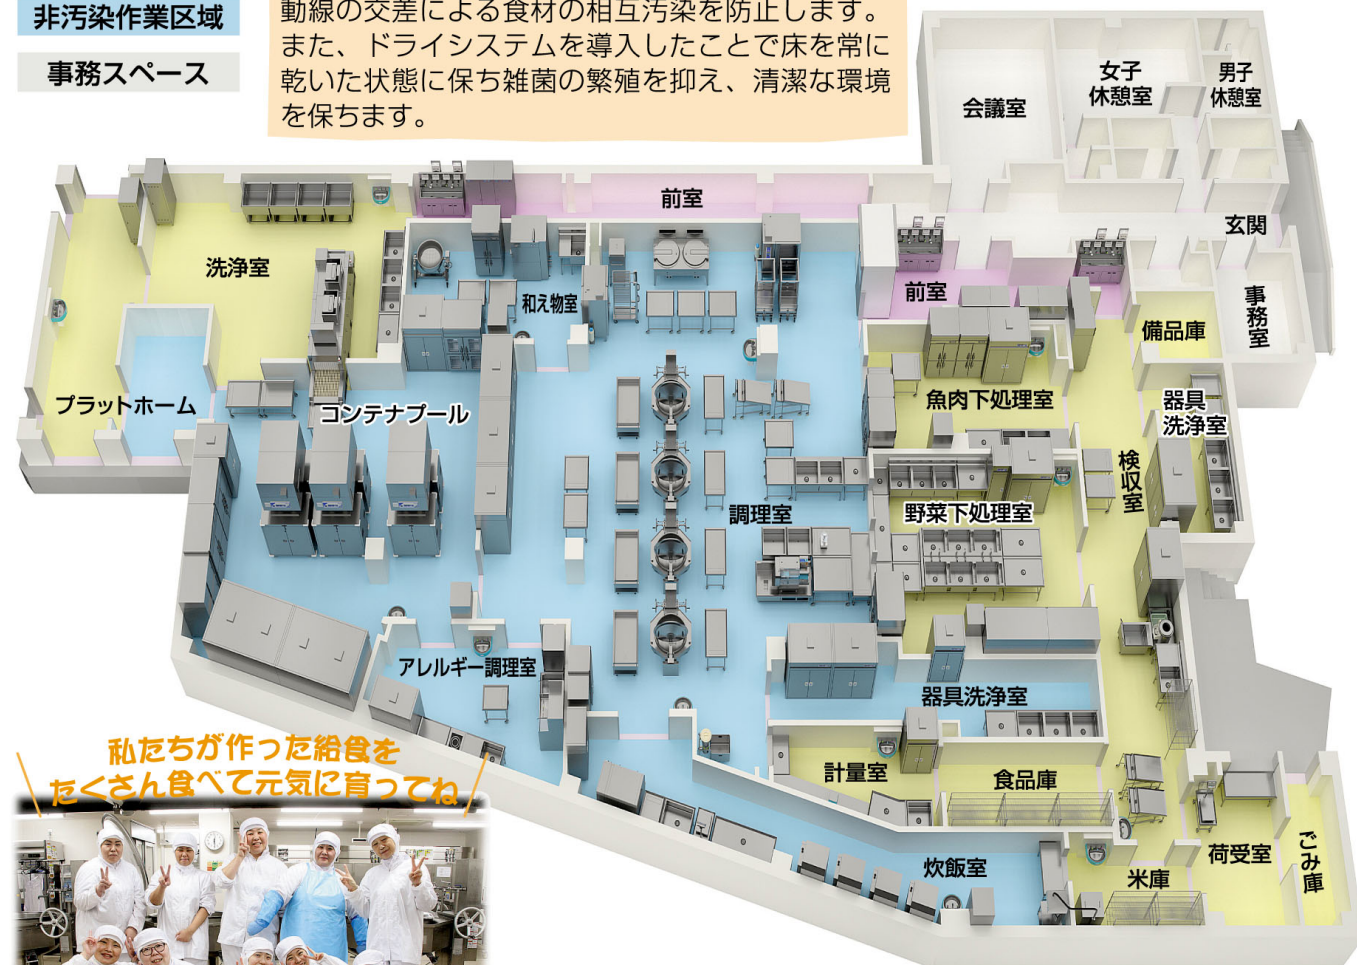 非汚染作業区域
事務スペース
動線の交差による食材の相互汚染を防止します。
また、ドライシステムを導入したことで床を常に
乾いた状態に保ち雑菌の繁殖を抑え、清潔な環境
を保ちます。
会議室
女子
休憩室
男子
休憩室
玄関
事務室
前室
前室
洗浄室
和え物室
備品庫
プラットホーム
コンテナプール
魚肉下処理室
器具
洗浄室
検収室
調理室
野菜下処理室
アレルギー調理室
器具洗浄室
計量室
食品庫
炊飯室
米庫
荷受室
ごみ庫
私たちが作った給食を
たくさん食べて元気に育ってね